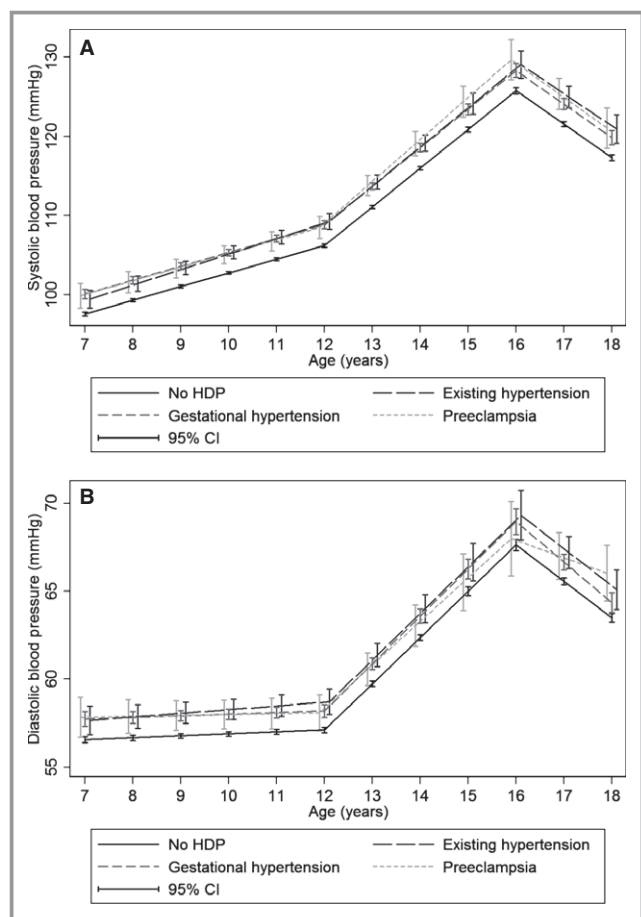 A
Systolic blood pressure (mmHg)
130
120
110
100
7 8 9 10 11 12 13 14 15 16 17 18
Age (years)
No HDP Existing hypertension
Gestational hypertension Preeclampsia
95% CI
B
Diastolic blood pressure (mmHg)
70
65
60
55
7 8 9 10 11 12 13 14 15 16 17 18
Age (years)
No HDP Existing hypertension
Gestational hypertension Preeclampsia
95% CI